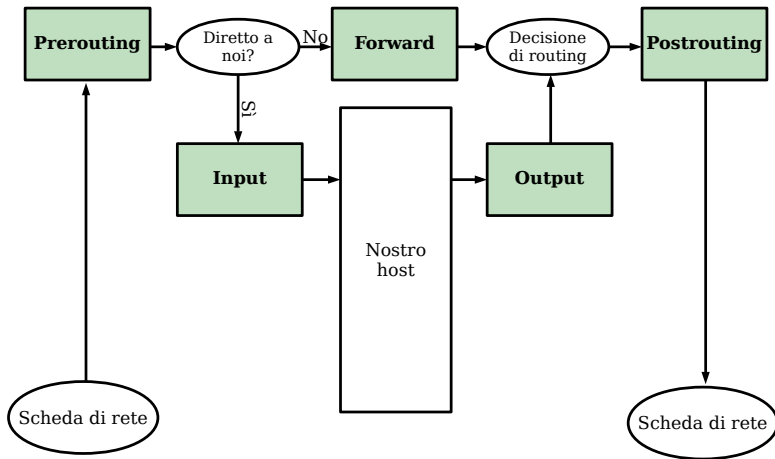 Prerouting
Diretto a
noi?
No
Forward
Decisione
di routing
Postrouting
Sì
Input
Output
Nostro
host
Scheda di rete
Scheda di rete